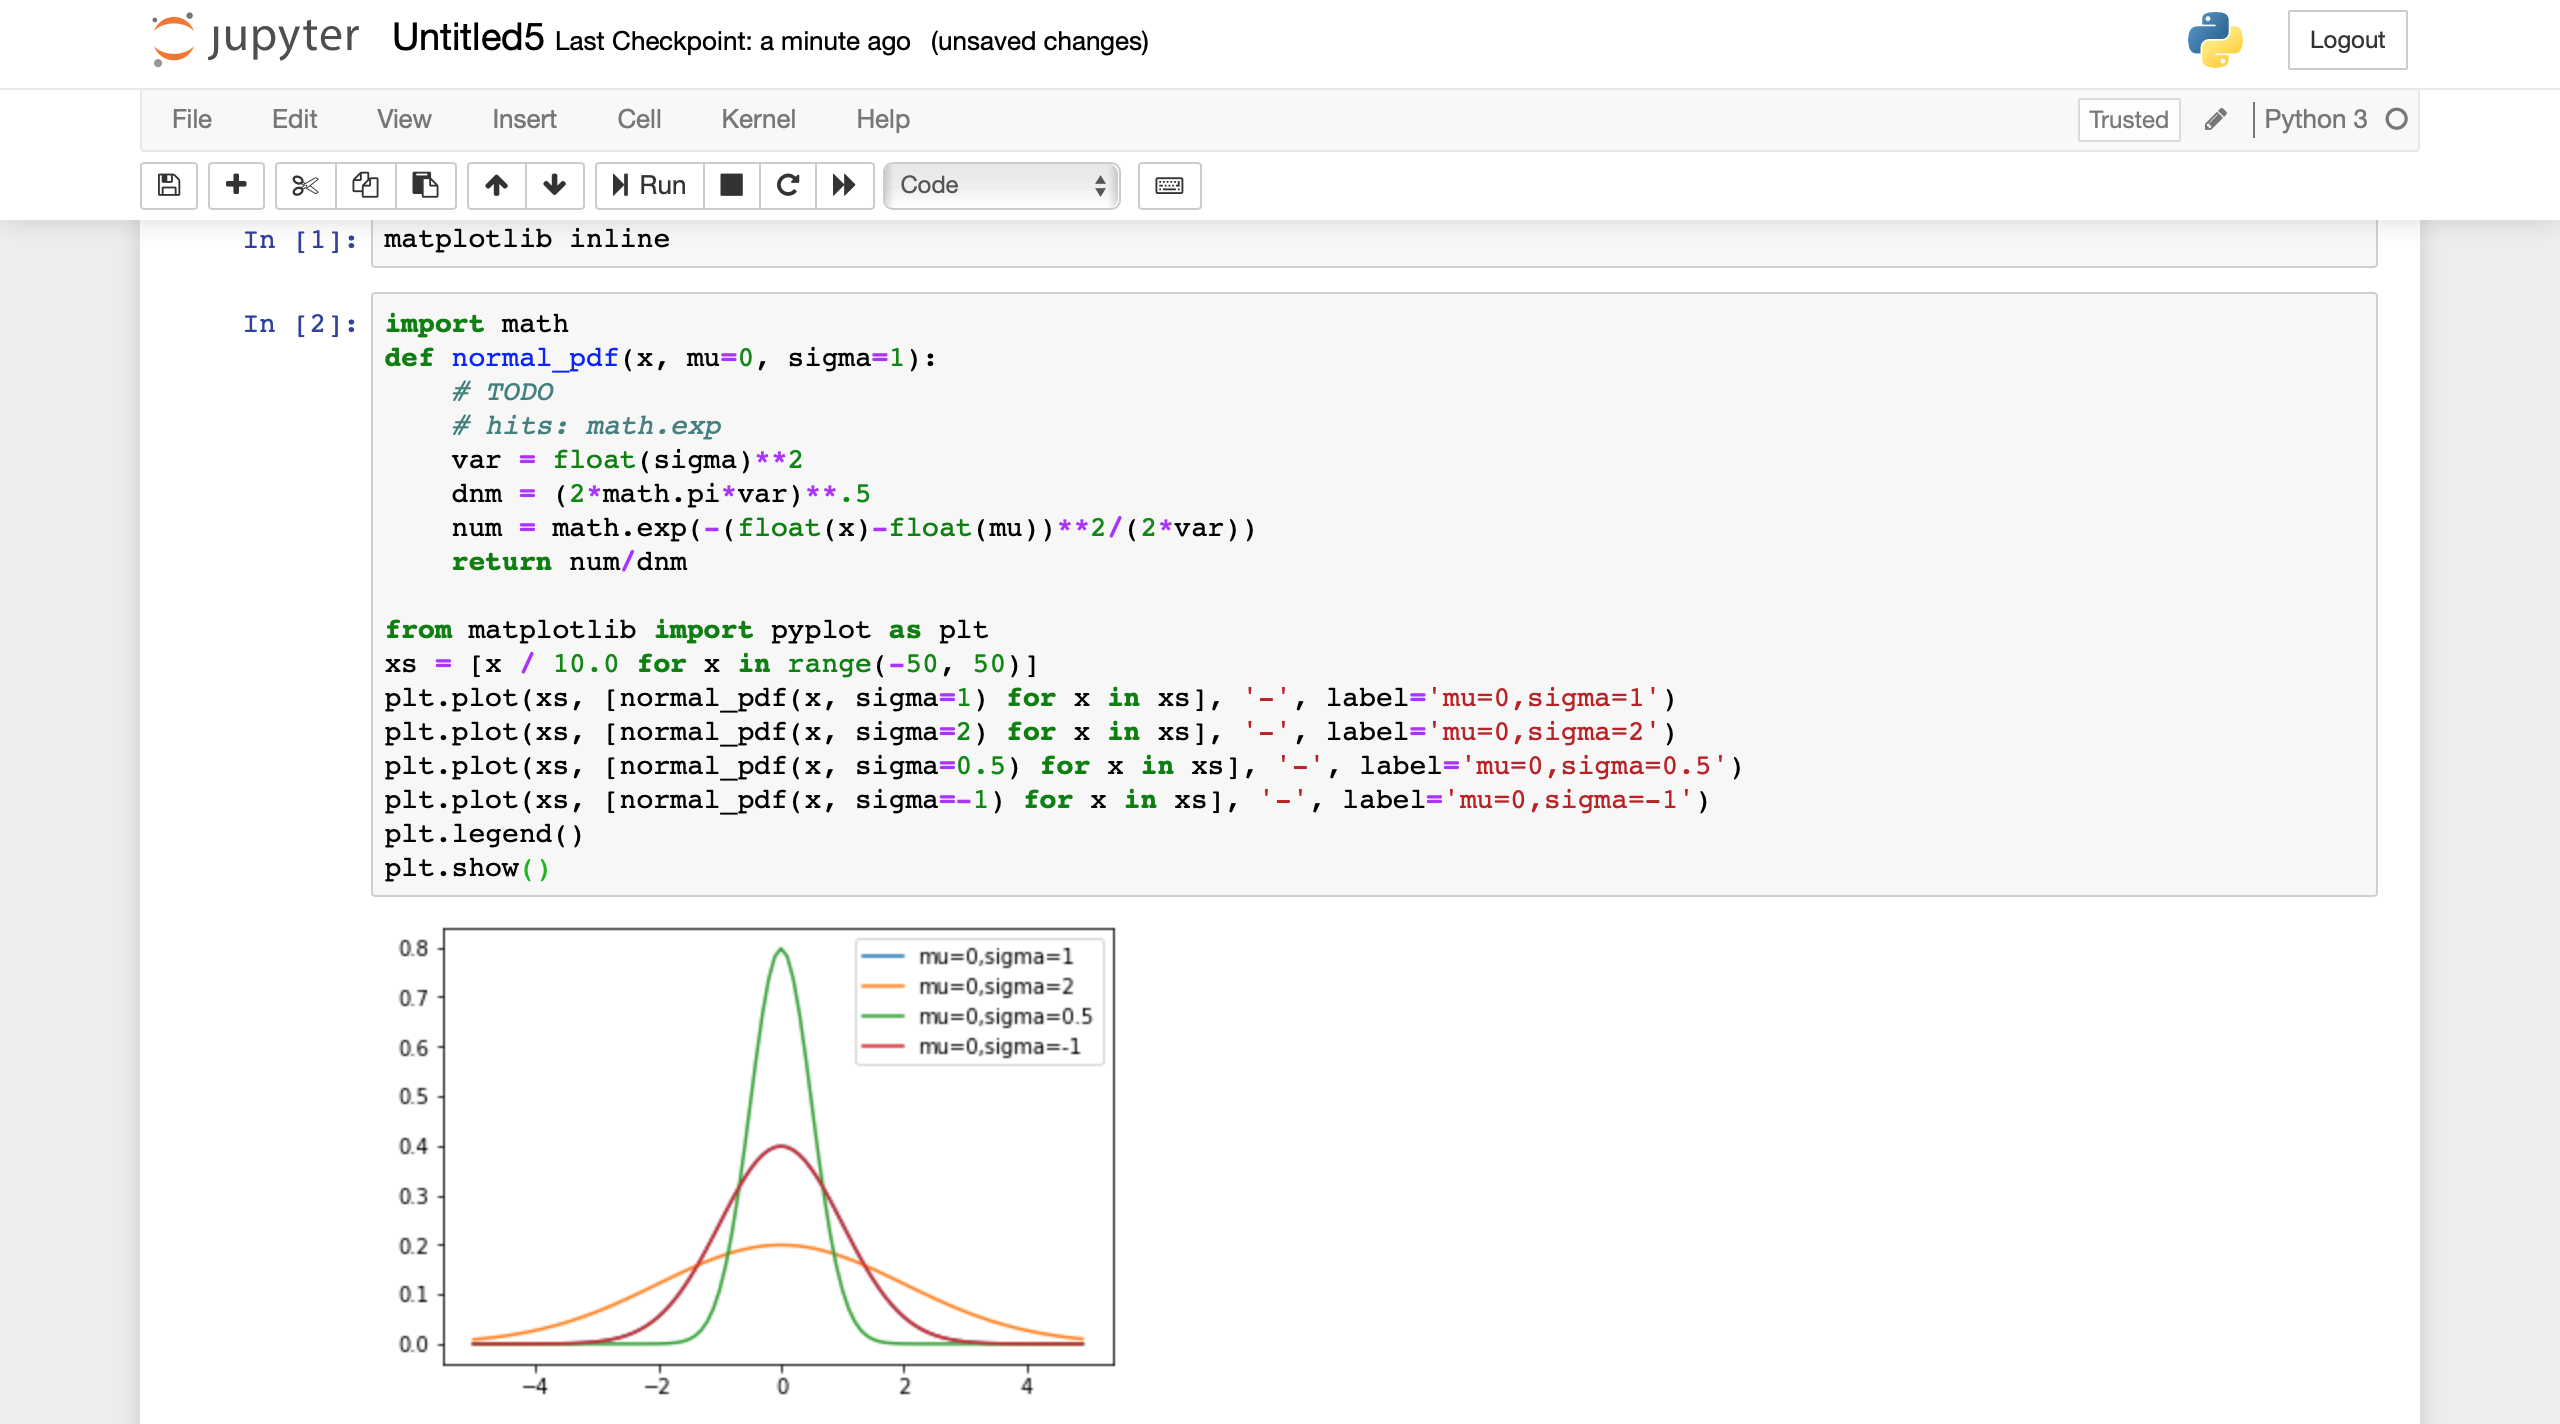 jupyter Untitled5 Last Checkpoint: a minute ago (unsaved changes)
Logout
File Edit View Insert Cell Kernel Help
Trusted Python 3
Run Code
In [1]: matplotlib inline
In [2]: import math
def normal_pdf(x, mu=0, sigma=1):
    # TODO
    # hits: math.exp
    var = float(sigma)**2
    dnm = (2*math.pi*var)**.5
    num = math.exp(-(float(x)-float(mu))**2/(2*var))
    return num/dnm
from matplotlib import pyplot as plt
xs = [x / 10.0 for x in range(-50, 50)]
plt.plot(xs, [normal_pdf(x, sigma=1) for x in xs], '-', label='mu=0,sigma=1')
plt.plot(xs, [normal_pdf(x, sigma=2) for x in xs], '-', label='mu=0,sigma=2')
plt.plot(xs, [normal_pdf(x, sigma=0.5) for x in xs], '-', label='mu=0,sigma=0.5')
plt.plot(xs, [normal_pdf(x, sigma=-1) for x in xs], '-', label='mu=0,sigma=-1')
plt.legend()
plt.show()
0.8
0.7
0.6
0.5
0.4
0.3
0.2
0.1
0.0
mu=0,sigma=1
mu=0,sigma=2
mu=0,sigma=0.5
mu=0,sigma=-1
−4 −2 0 2 4